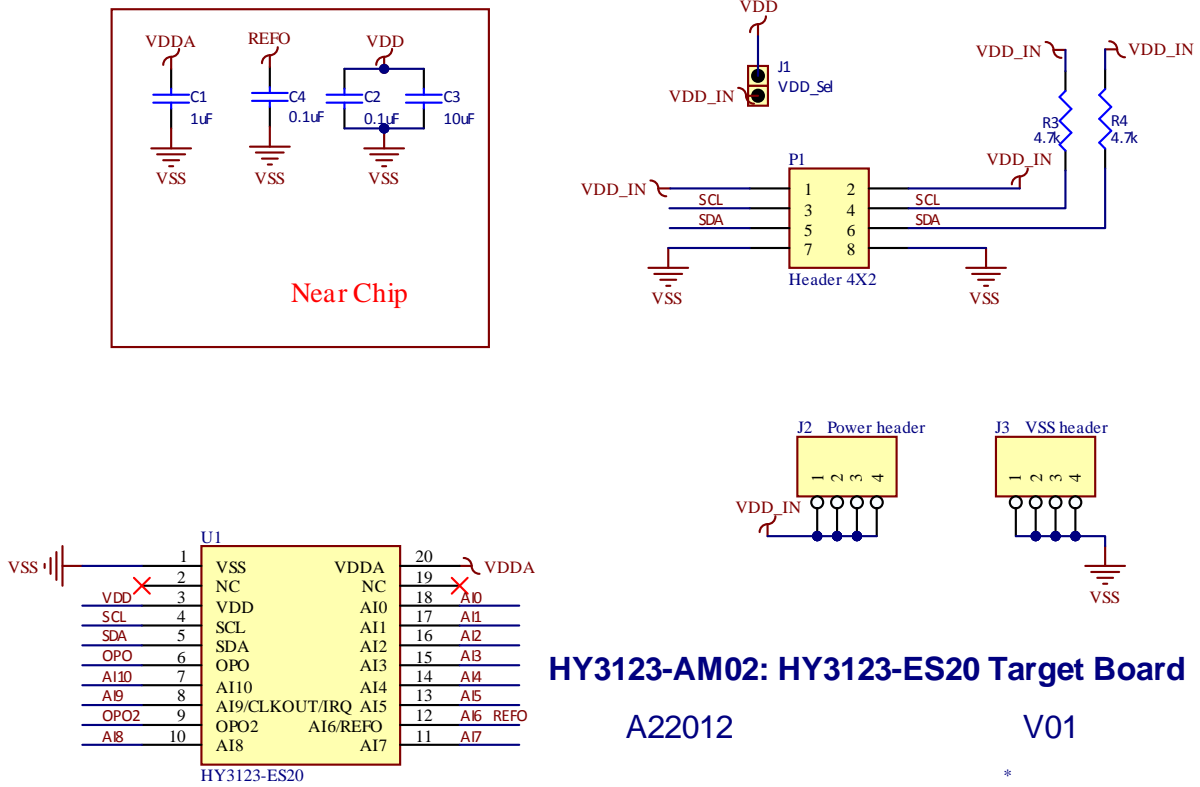 VDDA
REFO
VDD
C1
1uF
C4
0.1uF
C2
0.1uF
C3
10uF
VSS
VSS
VSS
Near Chip
VDD
J1
VDD_Sel
VDD_IN
VDD_IN
VDD_IN
R3
4.7k
R4
4.7k
P1
VDD_IN
VDD_IN
1 2
SCL 3 4 SCL
SDA 5 6 SDA
7 8
VSS
VSS
Header 4X2
J2 Power header
1 2 3 4
VDD_IN
J3 VSS header
1 2 3 4
VSS
U1
VSS 1 VSS VDDA 20 VDDA
2 NC NC 19
VDD 3 VDD AI0 18 AI0
SCL 4 SCL AI1 17 AI1
SDA 5 SDA AI2 16 AI2
OPO 6 OPO AI3 15 AI3
AI10 7 AI10 AI4 14 AI4
AI9 8 AI9/CLKOUT/IRQ AI5 13 AI5
OPO2 9 OPO2 AI6/REFO 12 AI6 REFO
AI8 10 AI8 AI7 11 AI7
HY3123-ES20
HY3123-AM02: HY3123-ES20 Target Board
A22012 V01
*